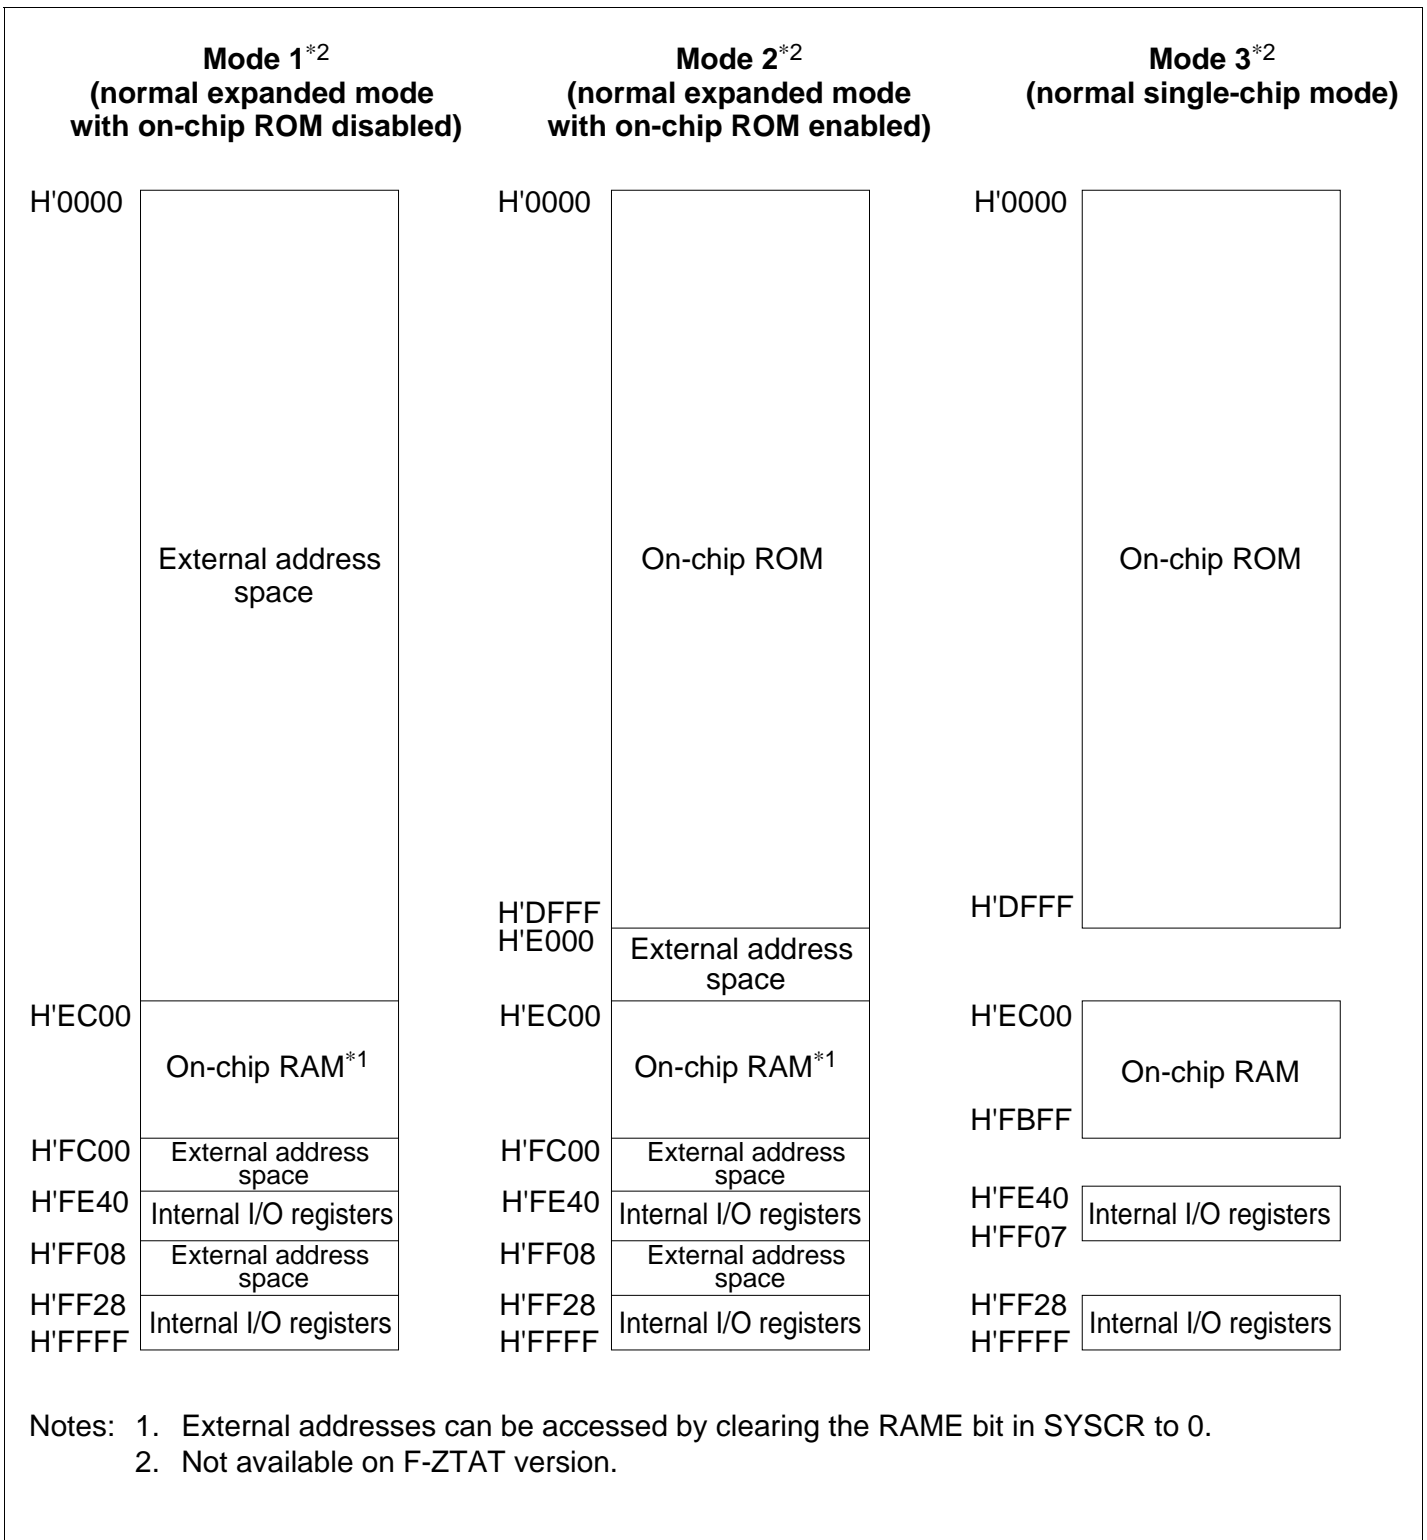 Mode 1*2
(normal expanded mode
with on-chip ROM disabled)
H'0000
External address
space
H'EC00
On-chip RAM*1
H'FC00
External address
space
H'FE40
Internal I/O registers
H'FF08
External address
space
H'FF28
Internal I/O registers
H'FFFF
Mode 2*2
(normal expanded mode
with on-chip ROM enabled)
H'0000
On-chip ROM
H'DFFF
H'E000
External address
space
H'EC00
On-chip RAM*1
H'FC00
External address
space
H'FE40
Internal I/O registers
H'FF08
External address
space
H'FF28
Internal I/O registers
H'FFFF
Mode 3*2
(normal single-chip mode)
H'0000
On-chip ROM
H'DFFF
H'EC00
On-chip RAM
H'FBFF
H'FE40
Internal I/O registers
H'FF07
H'FF28
Internal I/O registers
H'FFFF
Notes: 1. External addresses can be accessed by clearing the RAME bit in SYSCR to 0.
2. Not available on F-ZTAT version.